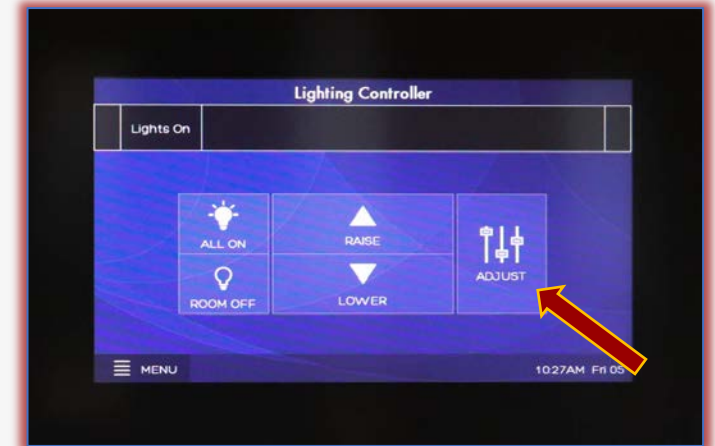 Lighting Controller
Lights On
ALL ON
RAISE
ADJUST
ROOM OFF
LOWER
MENU
10:27AM Fri 05